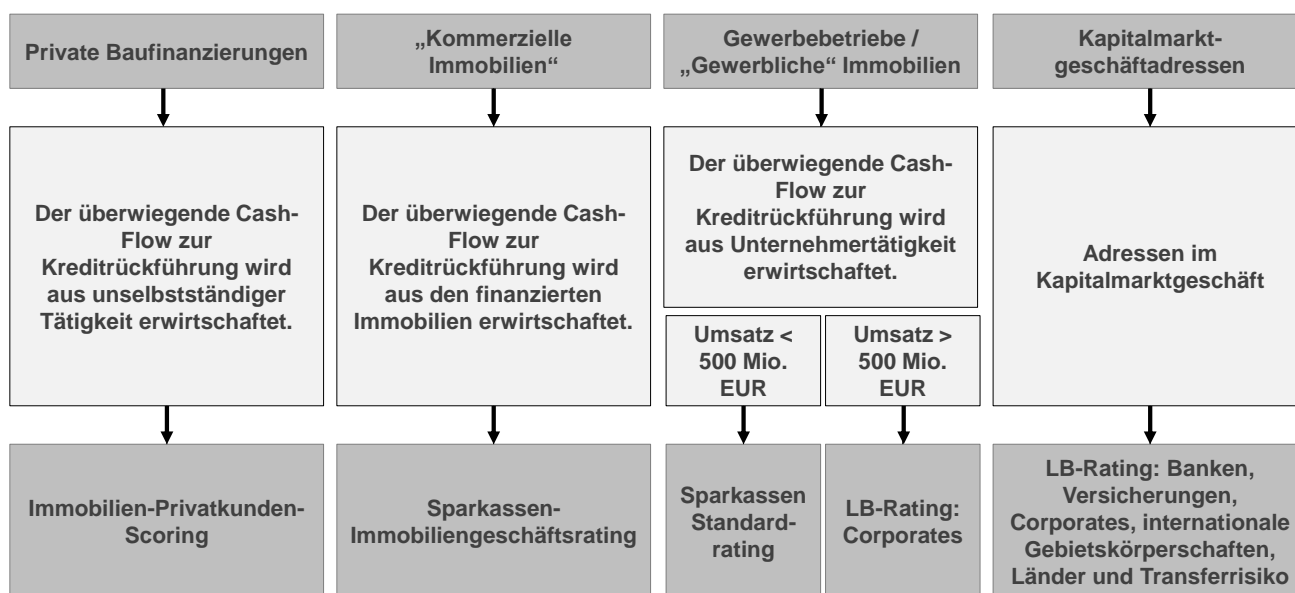 Private Baufinanzierungen
„Kommerzielle
Immobilien“
Gewerbebetriebe /
„Gewerbliche“ Immobilien
Kapitalmarkt-
geschäftadressen
Der überwiegende Cash-
Flow zur
Kreditrückführung wird
aus unselbstständiger
Tätigkeit erwirtschaftet.
Der überwiegende Cash-
Flow zur
Kreditrückführung wird
aus den finanzierten
Immobilien erwirtschaftet.
Der überwiegende Cash-
Flow zur
Kreditrückführung wird
aus Unternehmertätigkeit
erwirtschaftet.
Umsatz <
500 Mio.
EUR
Umsatz >
500 Mio.
EUR
Adressen im
Kapitalmarktgeschäft
Immobilien-Privatkunden-
Scoring
Sparkassen-
Immobiliengeschäftsrating
Sparkassen
Standard-
rating
LB-Rating:
Corporates
LB-Rating: Banken,
Versicherungen,
Corporates, internationale
Gebietskörperschaften,
Länder und Transferrisiko